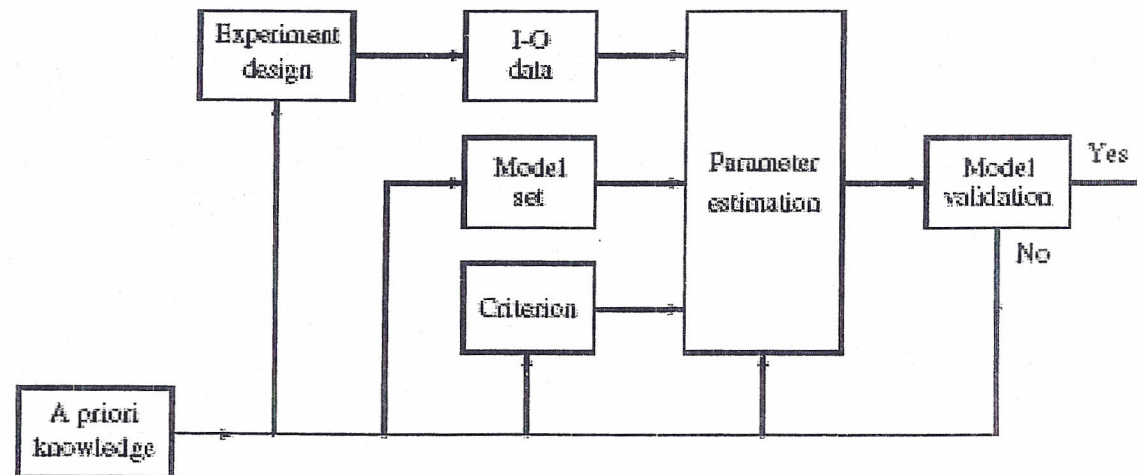 Experiment
design
I-O
data
Model
set
Criterion
Parameter
estimation
Model
validation
Yes
No
A priori
knowledge